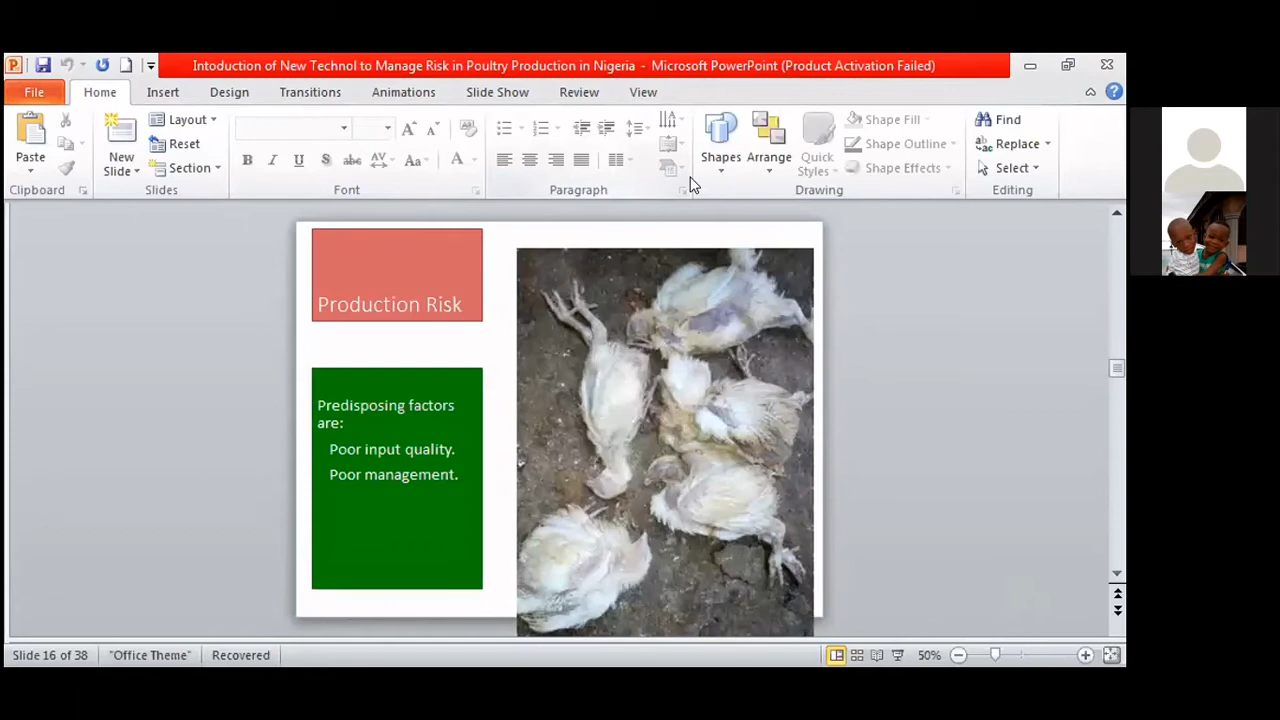 Intoduction of New Technol to Manage Risk in Poultry Production in Nigeria - Microsoft PowerPoint (Product Activation Failed)
File Home Insert Design Transitions Animations Slide Show Review View
Paste
Clipboard
New Slide
Layout
Reset
Section
Slides
B I U S abc AV Aa A
Font
Paragraph
Shapes
Arrange
Quick Styles
Shape Fill
Shape Outline
Shape Effects
Drawing
Find
Replace
Select
Editing
Production Risk
Predisposing factors
are:
Poor input quality.
Poor management.
Slide 16 of 38 "Office Theme" Recovered 50%